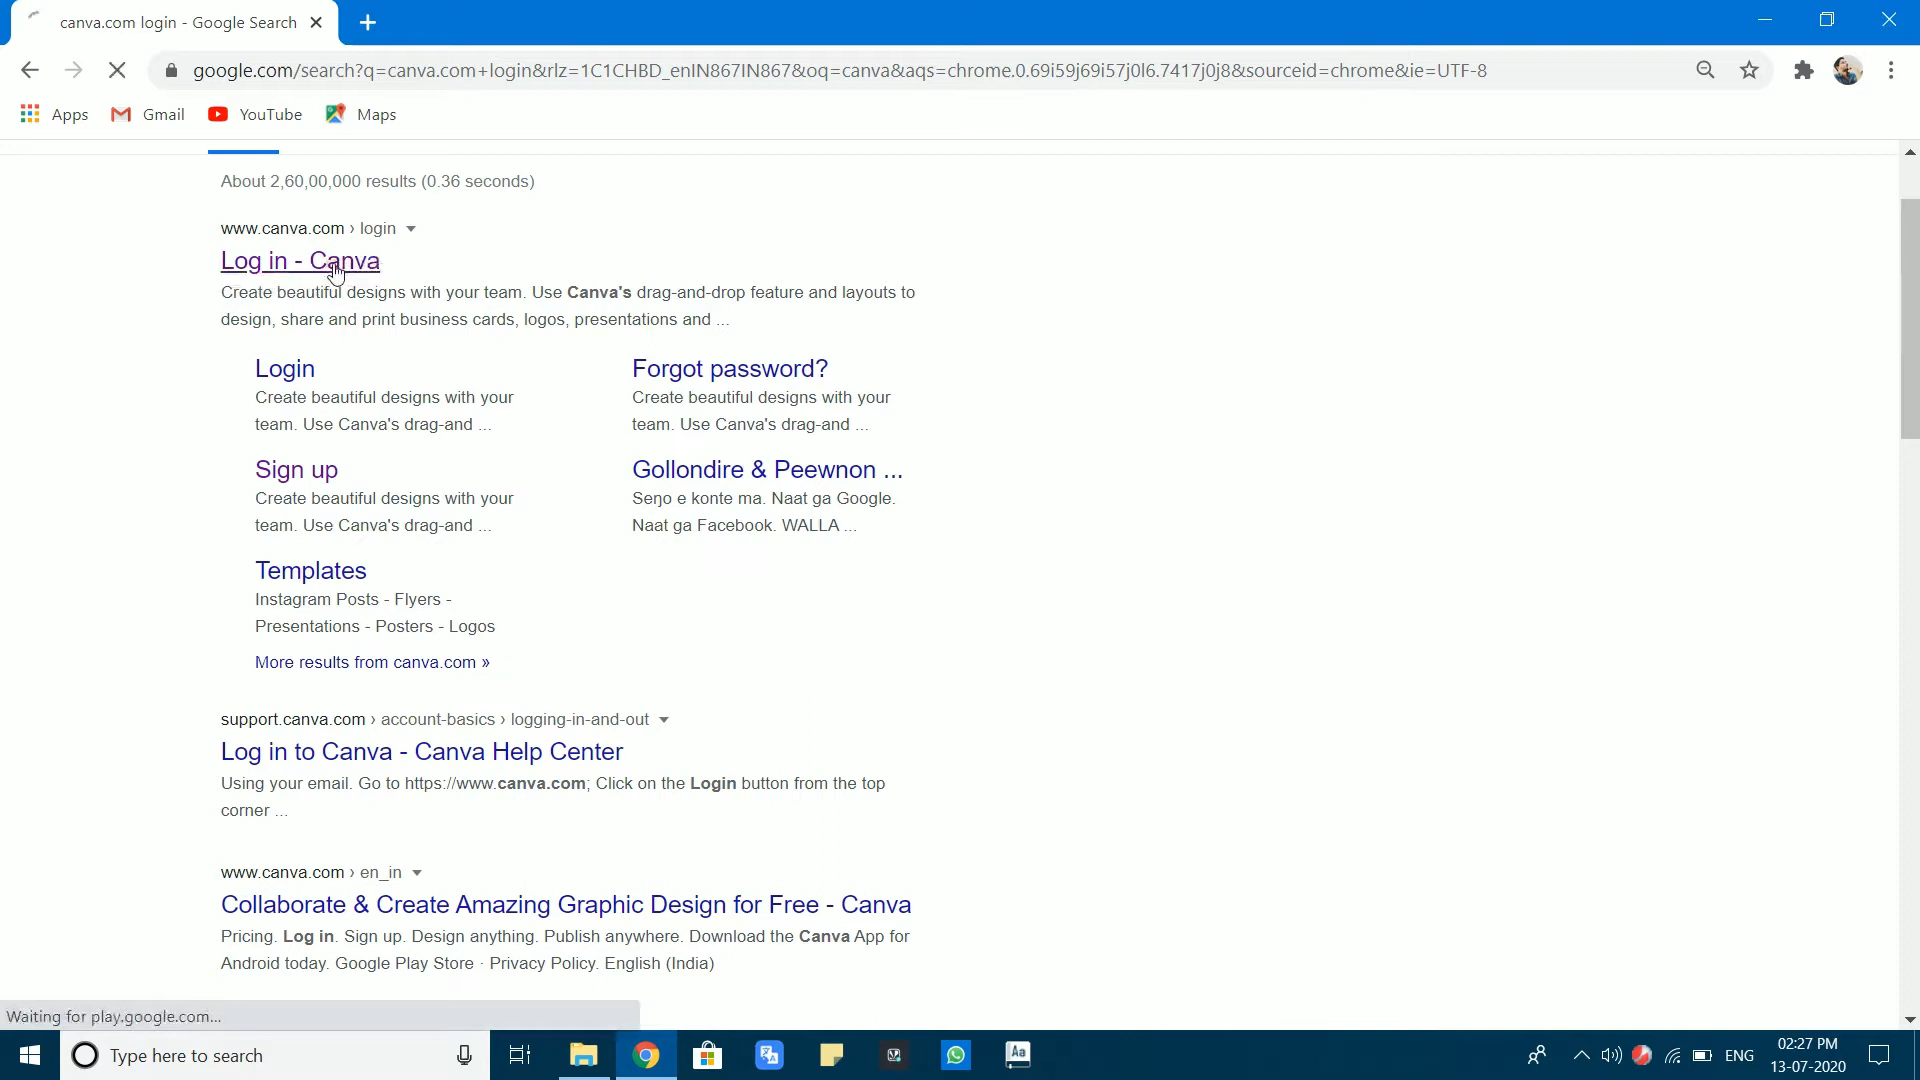 canva.com login - Google Search
google.com/search?q=canva.com+login&rlz=1C1CHBD_enIN867IN867&oq=canva&aqs=chrome.0.69i59j69i57j0l6.7417j0j8&sourceid=chrome&ie=UTF-8
Apps Gmail YouTube Maps
About 2,60,00,000 results (0.36 seconds)
www.canva.com › login
Log in - Canva
Create beautiful designs with your team. Use Canva's drag-and-drop feature and layouts to
design, share and print business cards, logos, presentations and ...
Login
Create beautiful designs with your
team. Use Canva's drag-and ...
Forgot password?
Create beautiful designs with your
team. Use Canva's drag-and ...
Sign up
Create beautiful designs with your
team. Use Canva's drag-and ...
Gollondire & Peewnon ...
Seŋo e konte ma. Naat ga Google.
Naat ga Facebook. WALLA ...
Templates
Instagram Posts - Flyers -
Presentations - Posters - Logos
More results from canva.com »
support.canva.com › account-basics › logging-in-and-out
Log in to Canva - Canva Help Center
Using your email. Go to https://www.canva.com; Click on the Login button from the top
corner ...
www.canva.com › en_in
Collaborate & Create Amazing Graphic Design for Free - Canva
Pricing. Log in. Sign up. Design anything. Publish anywhere. Download the Canva App for
Android today. Google Play Store · Privacy Policy. English (India)
Waiting for play.google.com...
Type here to search
Aa
ENG
02:27 PM
13-07-2020